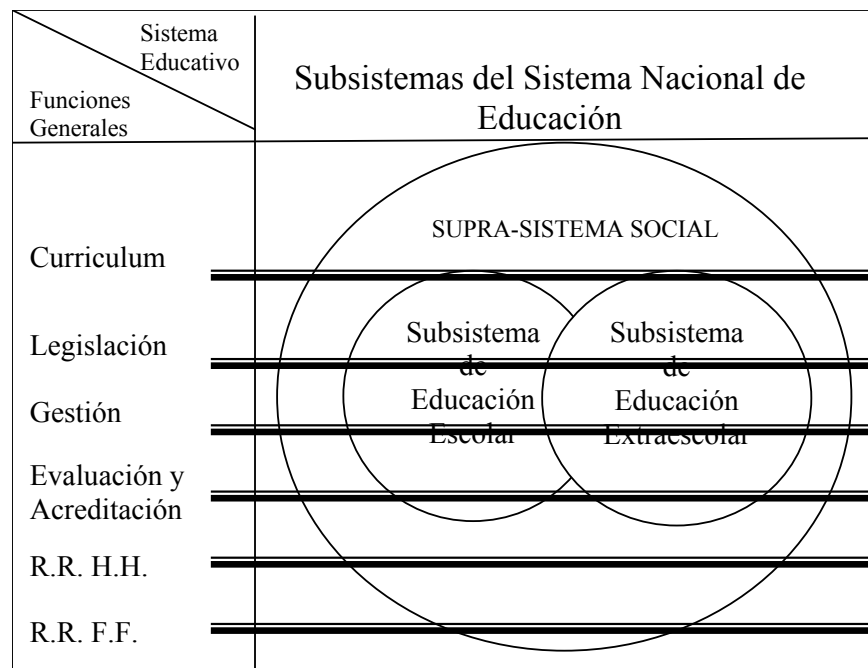 Sistema
Educativo
Funciones
Generales
Subsistemas del Sistema Nacional de
Educación
SUPRA-SISTEMA SOCIAL
Curriculum
Legislación
Gestión
Evaluación y
Acreditación
R.R. H.H.
R.R. F.F.
Subsistema
de
Educación
Escolar
Subsistema
de
Educación
Extraescolar